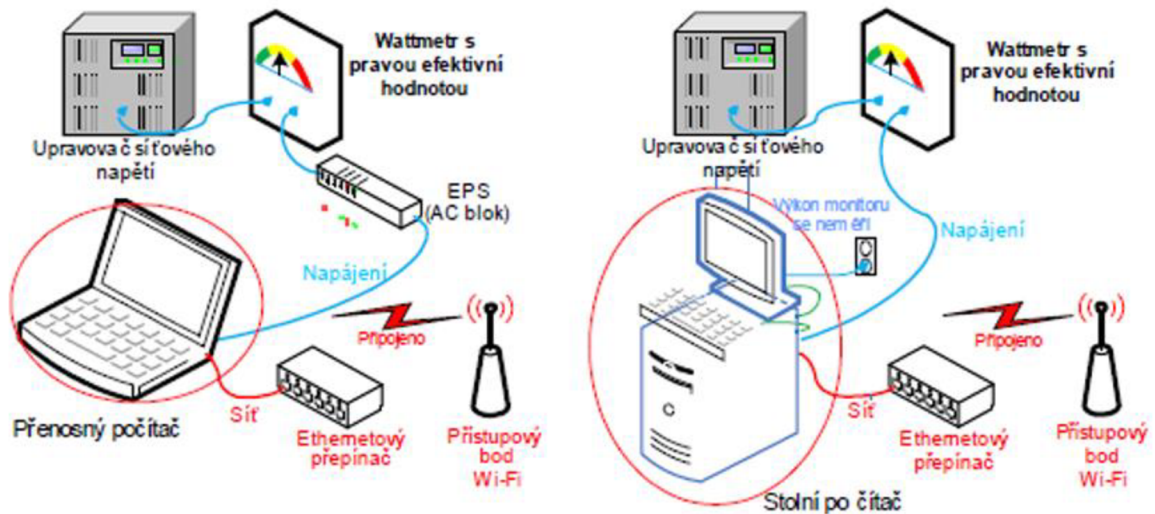 Wattmetr s
pravou efektivní
hodnotou
Upravova č sí ťového
napětí
EPS
(AC blok)
Napájení
Připojeno
Síť
Přenosný počítač
Ethernetový
přepínač
Přístupový
bod
Wi-Fi
Wattmetr s
pravou efektivní
hodnotou
Upravova č sí ťového
napětí
Výkon monitoru
se nem ěří
Napájení
Připojeno
Síť
Ethernetový
přepínač
Přístupový
bod
Wi-Fi
Stolní po čítač